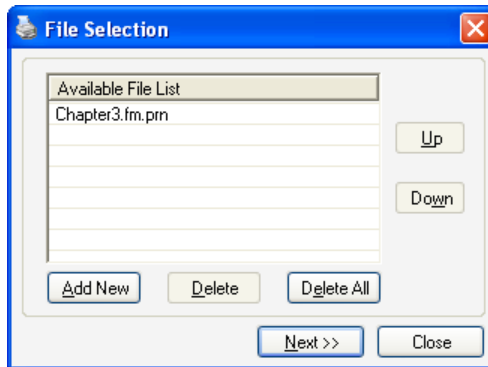 File Selection
Available File List
Chapter3.fm.prn
Up
Down
Add New
Delete
Delete All
Next >>
Close